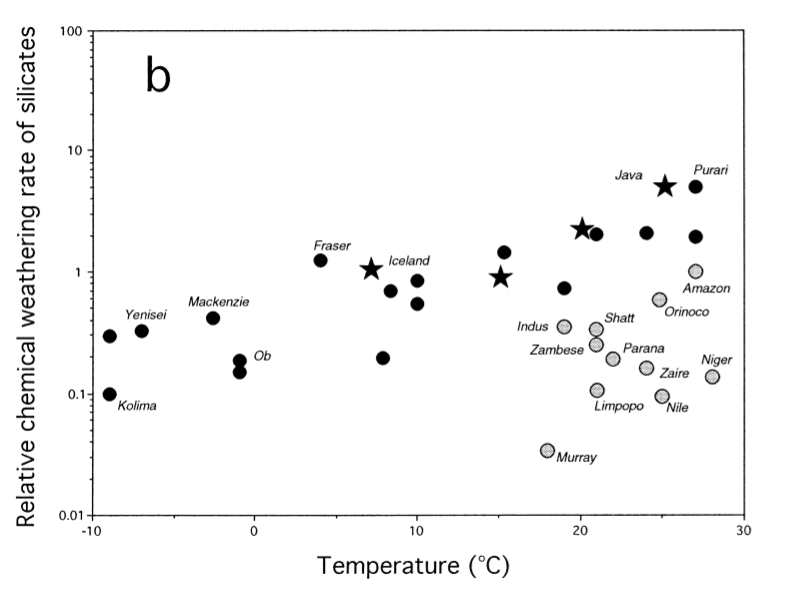 Relative chemical weathering rate of silicates
100
b
10
Java
Purari
Fraser
Iceland
1
Amazon
Mackenzie
Orinoco
Yenisei
Indus
Shatt
Zambese
Parana
Ob
Niger
Zaire
0.1
Kolima
Limpopo
Nile
Murray
0.01
-10
0
10
20
30
Temperature (°C)